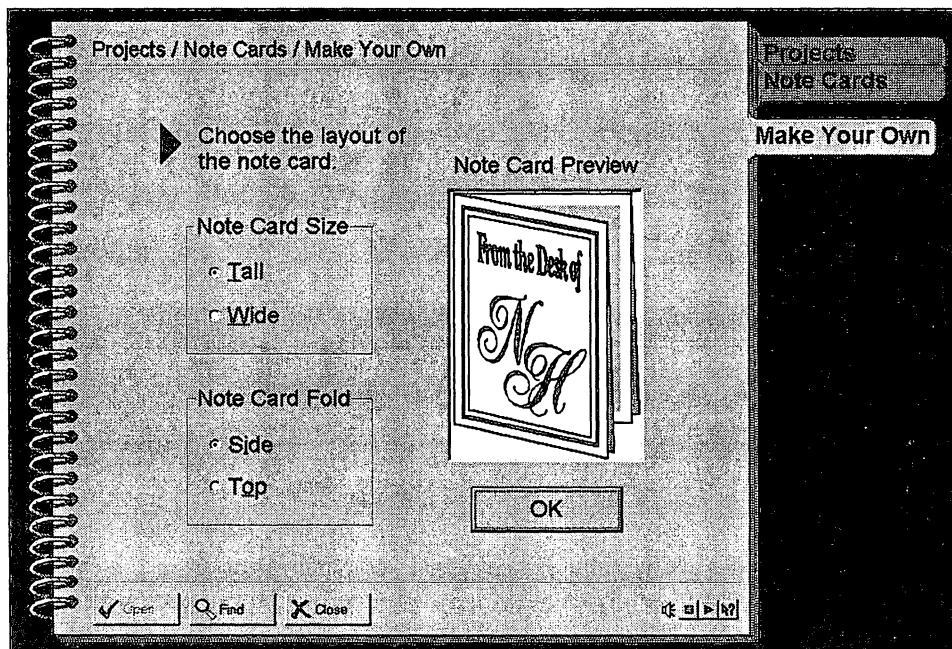 Projects / Note Cards / Make Your Own
Projects
Note Cards
Make Your Own
Choose the layout of
the note card.
Note Card Size
Tall
Wide
Note Card Fold
Side
Top
Note Card Preview
From the Desk of
NH
OK
Open
Find
Close